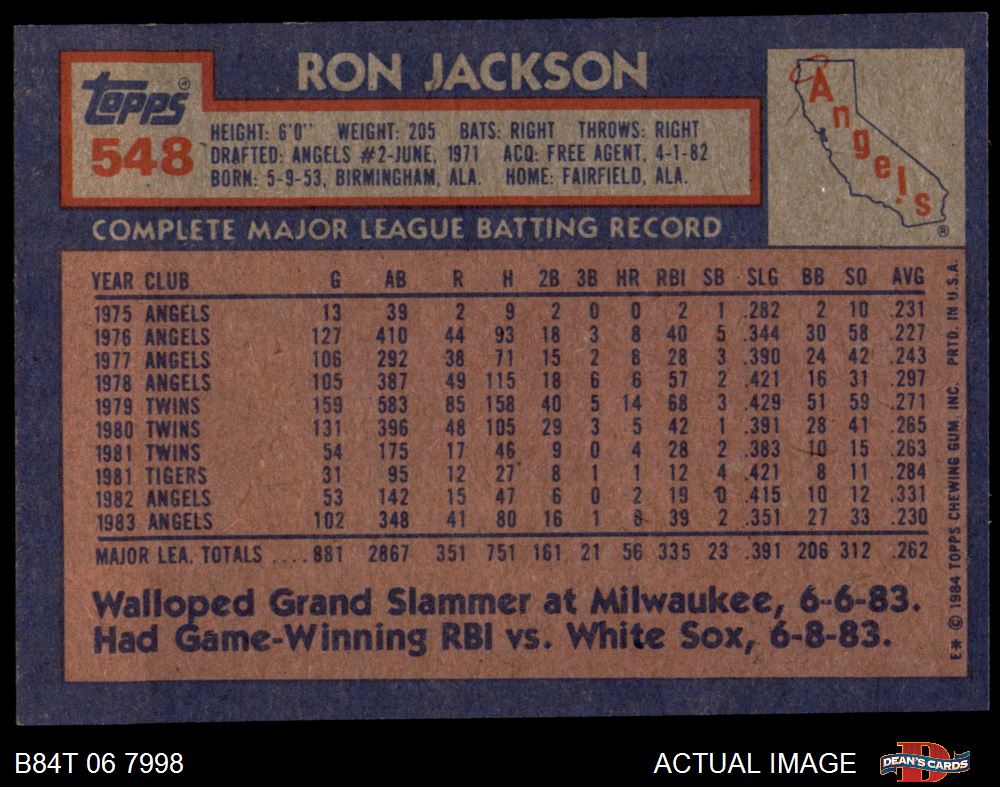 RON JACKSON
topps®
548
HEIGHT: 6'0" WEIGHT: 205 BATS: RIGHT THROWS: RIGHT
DRAFTED: ANGELS #2-JUNE, 1971 ACQ: FREE AGENT, 4-1-82
BORN: 5-9-53, BIRMINGHAM, ALA. HOME: FAIRFIELD, ALA.
Angels ®
COMPLETE MAJOR LEAGUE BATTING RECORD
YEAR CLUB G AB R H 2B 3B HR RBI SB SLG BB SO AVG
1975 ANGELS 13 39 2 9 2 0 0 2 1 .282 2 10 .231
1976 ANGELS 127 410 44 93 18 3 8 40 5 .344 30 58 .227
1977 ANGELS 106 292 38 71 15 2 8 28 3 .390 24 42 .243
1978 ANGELS 105 387 49 115 18 6 6 57 2 .421 16 31 .297
1979 TWINS 159 583 85 158 40 5 14 68 3 .429 51 59 .271
1980 TWINS 131 396 48 105 29 3 5 42 1 .391 28 41 .265
1981 TWINS 54 175 17 46 9 0 4 28 2 .383 10 15 .263
1981 TIGERS 31 95 12 27 8 1 1 12 4 .421 8 11 .284
1982 ANGELS 53 142 15 47 6 0 2 19 0 .415 10 12 .331
1983 ANGELS 102 348 41 80 16 1 8 39 2 .351 27 33 .230
MAJOR LEA. TOTALS ....881 2867 351 751 161 21 56 335 23 .391 206 312 .262
Walloped Grand Slammer at Milwaukee, 6-6-83.
Had Game-Winning RBI vs. White Sox, 6-8-83.
E* © 1984 TOPPS CHEWING GUM, INC. PRTD. IN U.S.A.
B84T 06 7998
ACTUAL IMAGE
DEAN'S CARDS